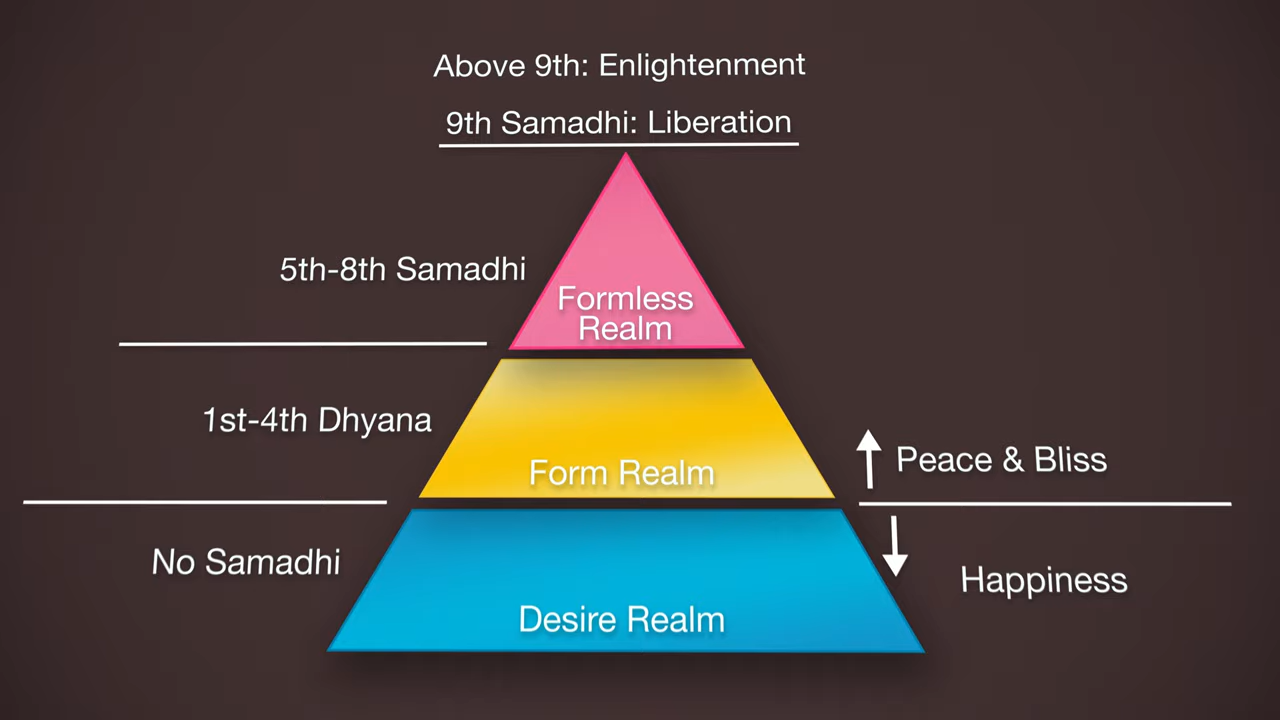 Above 9th: Enlightenment
9th Samadhi: Liberation
5th-8th Samadhi
Formless
Realm
1st-4th Dhyana
Form Realm
Peace & Bliss
No Samadhi
Happiness
Desire Realm